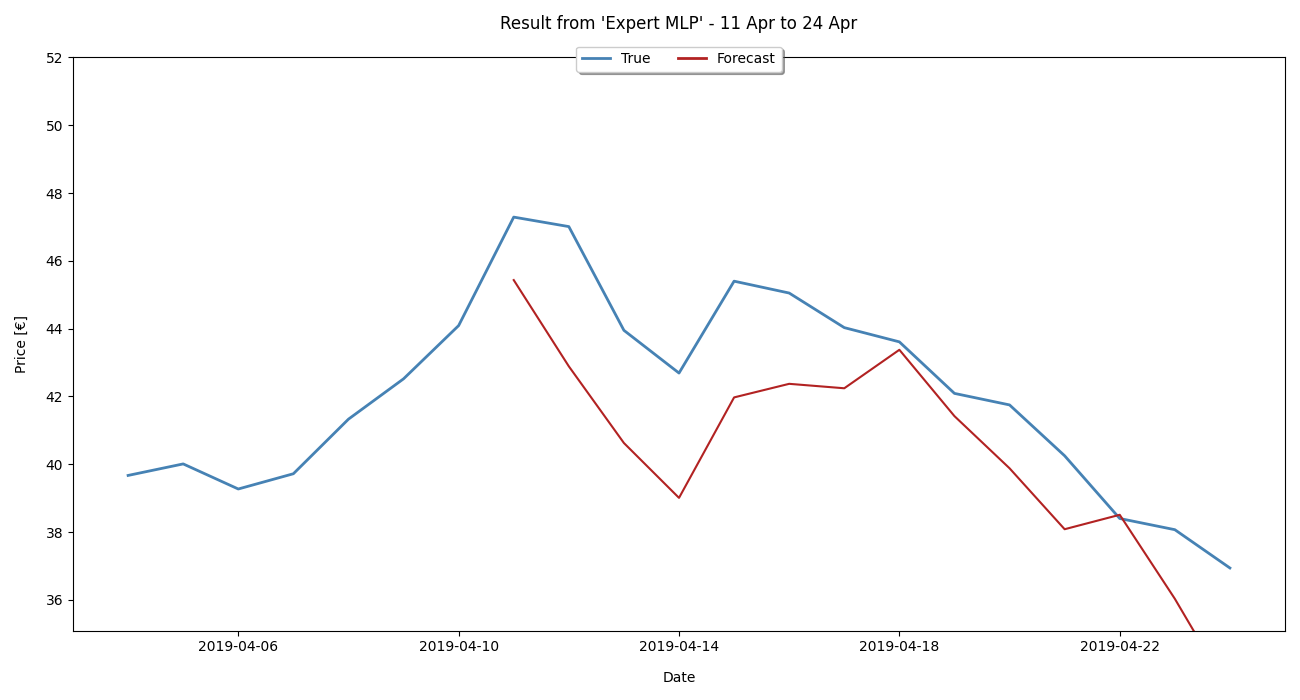 Result from 'Expert MLP' - 11 Apr to 24 Apr
True Forecast
52
50
48
46
44
42
40
38
36
Price [€]
2019-04-06 2019-04-10 2019-04-14 2019-04-18 2019-04-22
Date